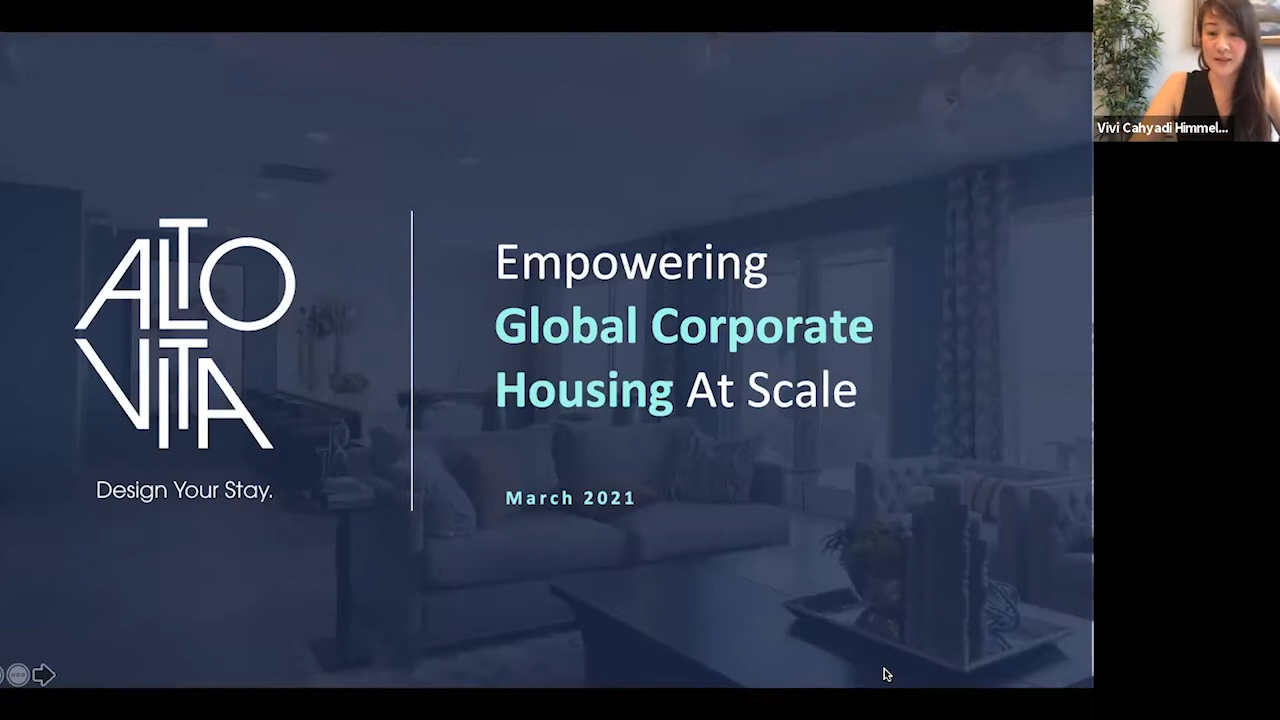 ALTO
VITA
Design Your Stay.
Empowering
Global Corporate
Housing At Scale
March 2021
Vivi Cahyadi Himmel...